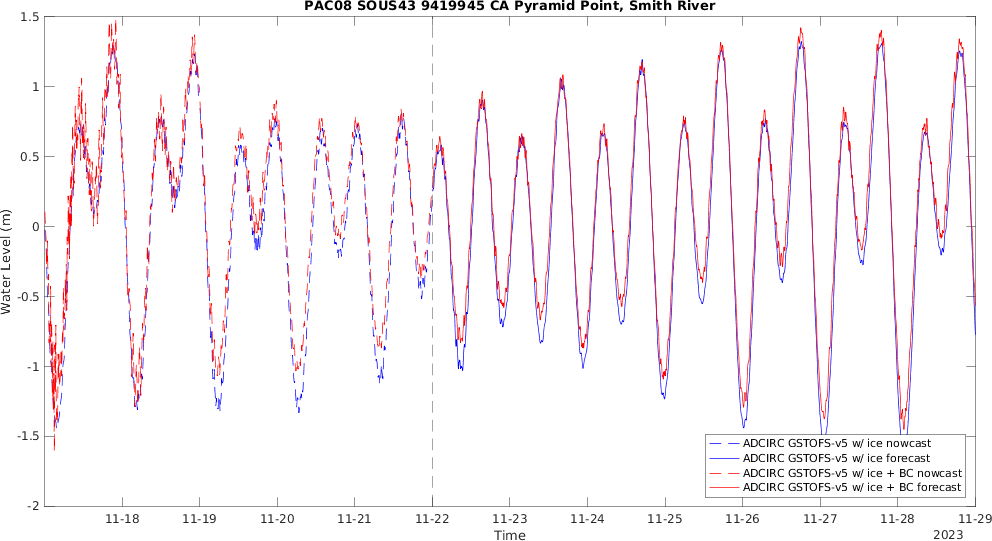 PAC08 SOUS43 9419945 CA Pyramid Point, Smith River
Water Level (m)
1.5
1
0.5
0
-0.5
-1
-1.5
-2
ADCIRC GSTOFS-v5 w/ ice nowcast
ADCIRC GSTOFS-v5 w/ ice forecast
ADCIRC GSTOFS-v5 w/ ice + BC nowcast
ADCIRC GSTOFS-v5 w/ ice + BC forecast
11-18 11-19 11-20 11-21 11-22 11-23 11-24 11-25 11-26 11-27 11-28 11-29
Time
2023